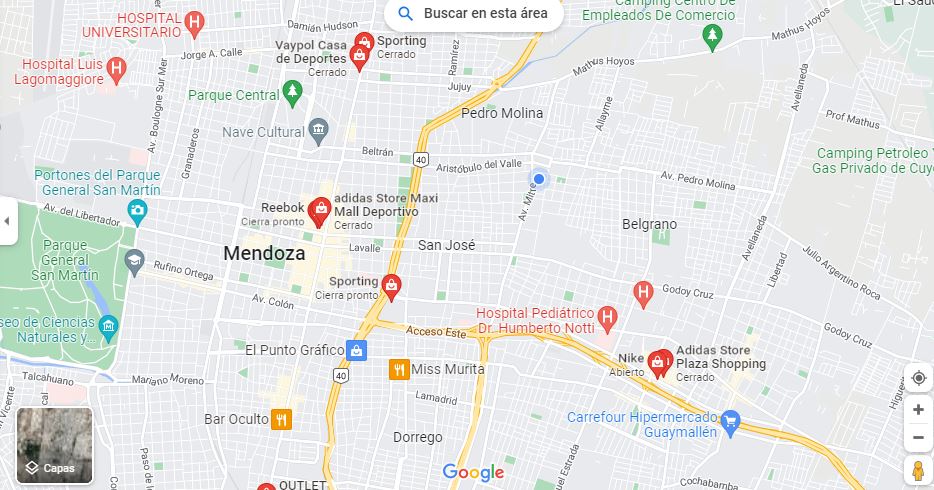 Buscar en esta área
Camping Centro De
Empleados De Comercio
El Sau
HOSPITAL
UNIVERSITARIO
Damián Hudson
Vaypol Casa
de Deportes
Cerrado
Sporting
Cerrado
Ramírez
Mathus Hoyos
Mathus Hoyos
Jorge A. Calle
Hospital Luis
Lagomaggiore
Av. Boulogne Sur Mer
Jujuy
Parque Central
Pedro Molina
Allayme
Avellaneda
Prof Mathus
Granaderos
Nave Cultural
Beltrán
40
Aristóbulo del Valle
Camping Petroleo Y
Gas Privado de Cuyo
Portones del Parque
General San Martín
Av. Pedro Molina
Av. Mitre
Av. del Libertador
Reebok
Cierra pronto
adidas Store Maxi
Mall Deportivo
Cerrado
Belgrano
Parque
General
San Martín
Mendoza
Lavalle
San José
Avellaneda
Julio Argentino Roca
Rufino Ortega
Sporting
Cierra pronto
Godoy Cruz
Av. Colón
Hospital Pediátrico
Dr. Humberto Notti
Godoy Cruz
seo de Ciencias
Naturales y...
Acceso Este
El Punto Gráfico
Nike
Abierto
Adidas Store
Plaza Shopping
Cerrado
Miss Murita
Talcahuano
Mariano Moreno
40
Lamadrid
Bar Oculto
Carrefour Hipermercado
Guaymallén
Dorrego
Capas
Google
Estrada
Cochabamba
Paso de los
OUTLET